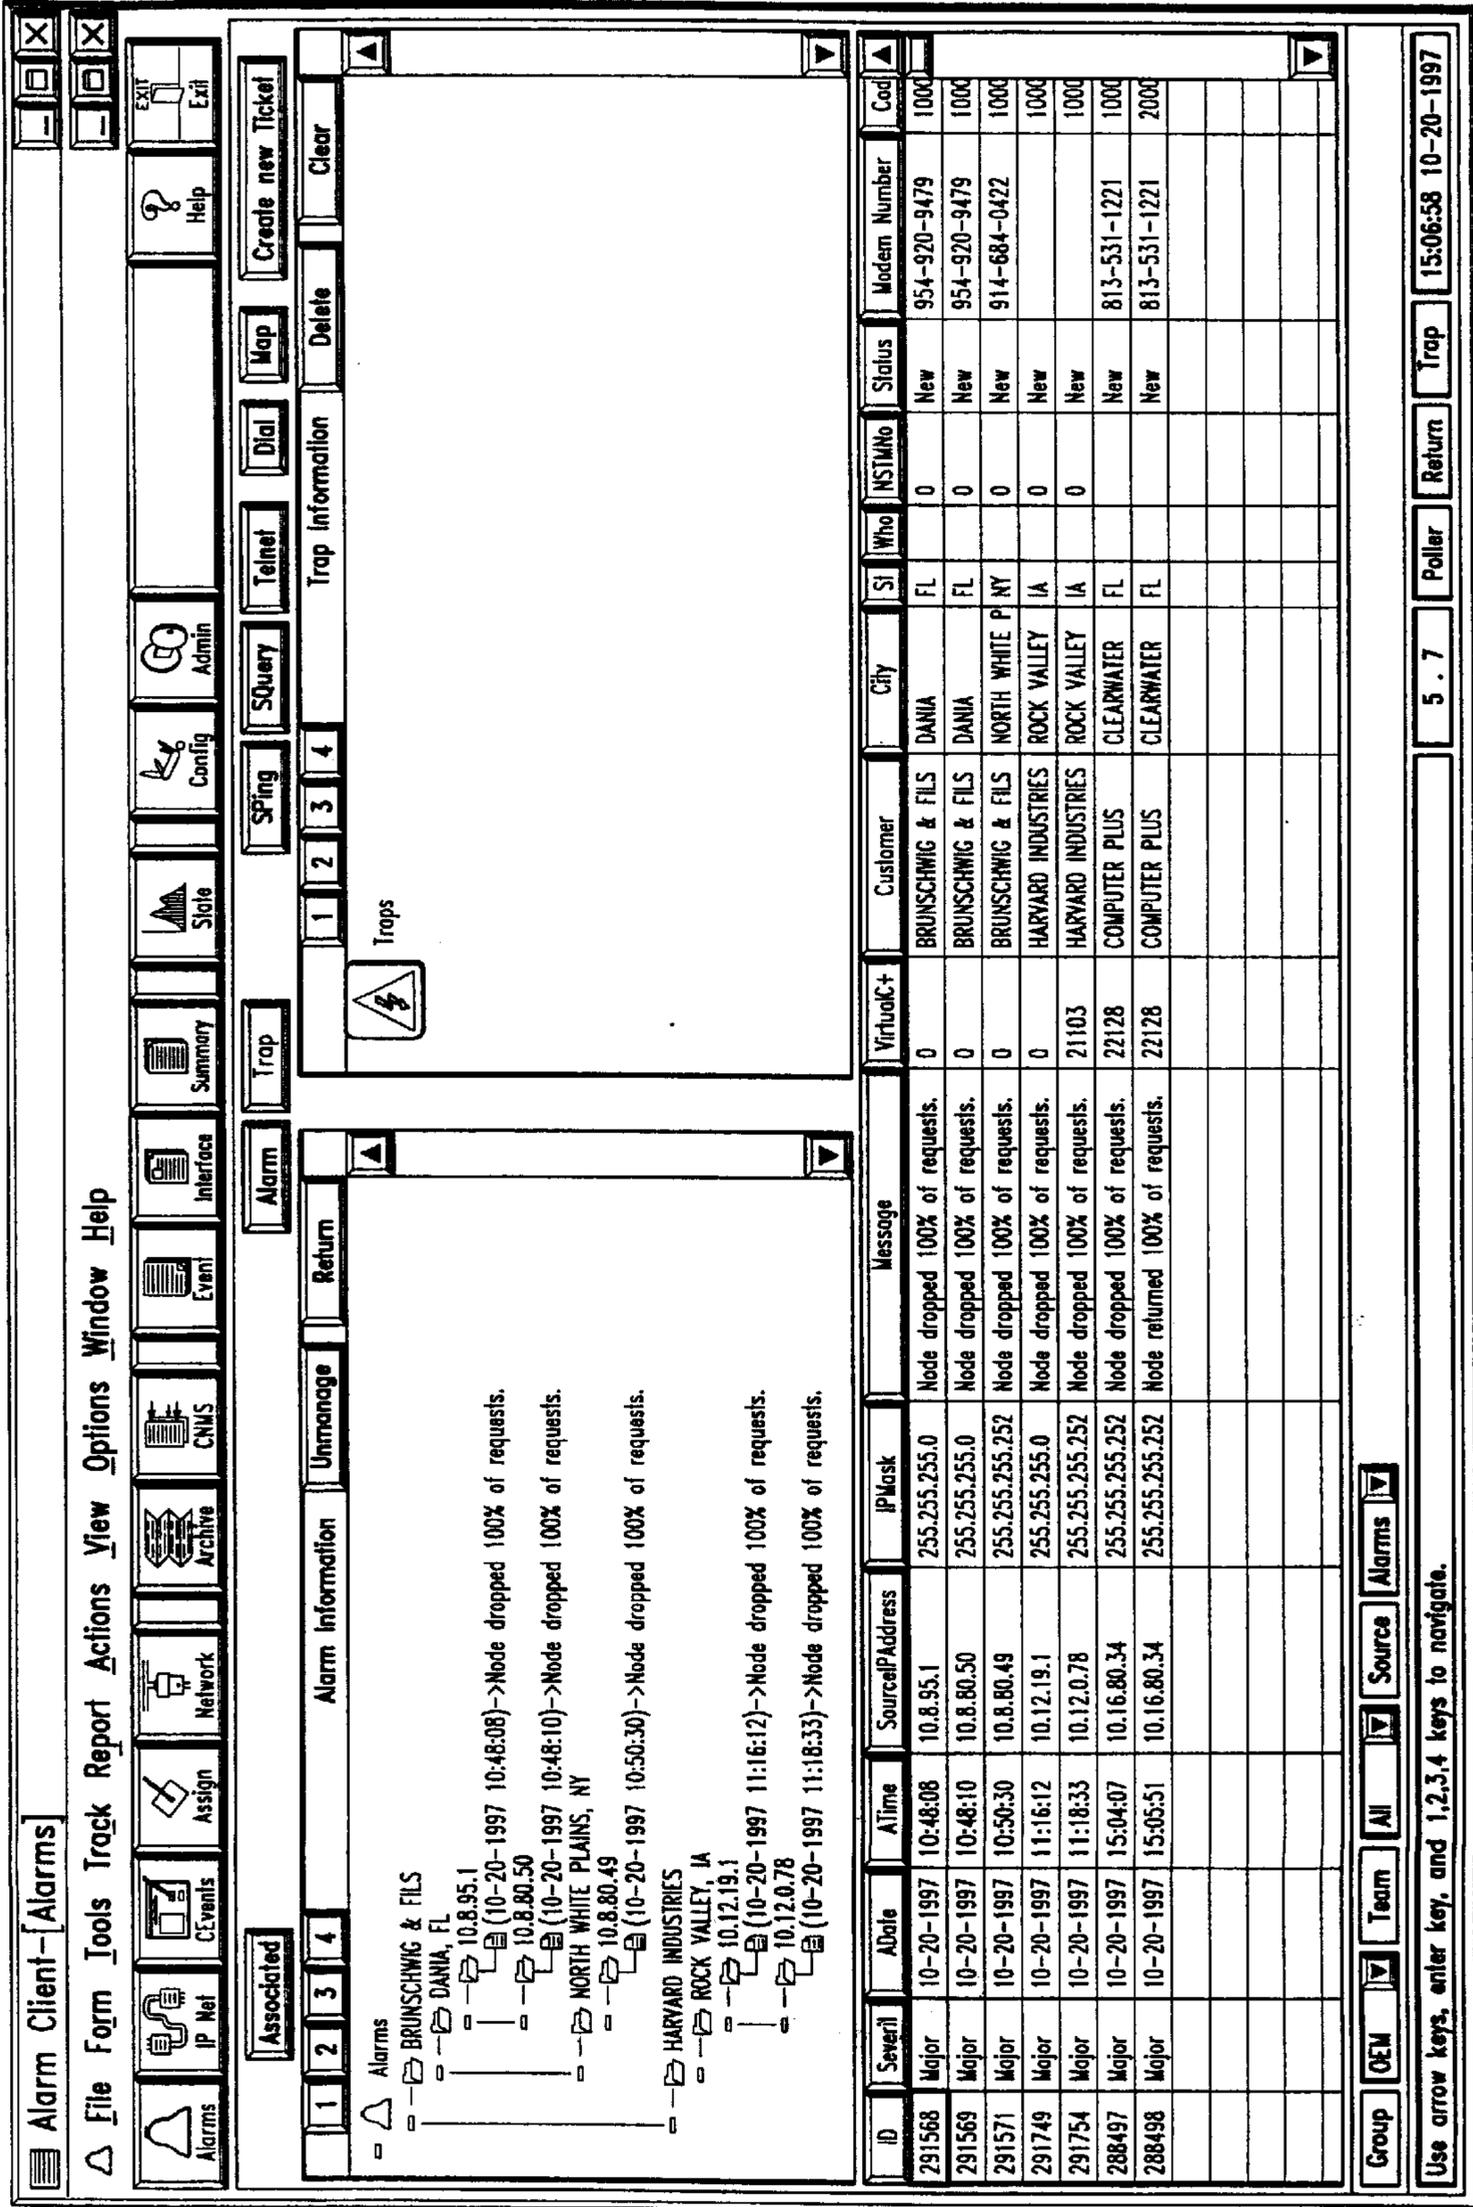 Alarm Client-[Alarms]
File Form Tools Track Report Actions View Options Window Help
Alarms IP Net CEvents Assign Network Archive CNMS Event Interface Summary State Config Admin Help EXIT Exit
Associated Alarm Trap SPing SQuery Telnet Dial Map Create new Ticket
1 2 3 4 Alarm Information Unmanage Return
Alarms
BRUNSCHWIG & FILS
DANIA, FL
10.8.95.1
(10-20-1997 10:48:08)->Node dropped 100% of requests.
10.8.80.50
(10-20-1997 10:48:10)->Node dropped 100% of requests.
NORTH WHITE PLAINS, NY
10.8.80.49
(10-20-1997 10:50:30)->Node dropped 100% of requests.
HARVARD INDUSTRIES
ROCK VALLEY, IA
10.12.19.1
(10-20-1997 11:16:12)->Node dropped 100% of requests.
10.12.0.78
(10-20-1997 11:18:33)->Node dropped 100% of requests.
1 2 3 4 Trap Information Delete Clear
Traps
ID Severit ADate ATime SourceIPAddress IPMask Message VirtualC+ Customer City St Who NSTMNo Status Modem Number Cod
291568 Major 10-20-1997 10:48:08 10.8.95.1 255.255.255.0 Node dropped 100% of requests. 0 BRUNSCHWIG & FILS DANIA FL 0 New 954-920-9479 1000
291569 Major 10-20-1997 10:48:10 10.8.80.50 255.255.255.0 Node dropped 100% of requests. 0 BRUNSCHWIG & FILS DANIA FL 0 New 954-920-9479 1000
291571 Major 10-20-1997 10:50:30 10.8.80.49 255.255.255.252 Node dropped 100% of requests. 0 BRUNSCHWIG & FILS NORTH WHITE P NY 0 New 914-684-0422 1000
291749 Major 10-20-1997 11:16:12 10.12.19.1 255.255.255.0 Node dropped 100% of requests. 0 HARVARD INDUSTRIES ROCK VALLEY IA 0 New 1000
291754 Major 10-20-1997 11:18:33 10.12.0.78 255.255.255.252 Node dropped 100% of requests. 21103 HARVARD INDUSTRIES ROCK VALLEY IA 0 New 1000
288497 Major 10-20-1997 15:04:07 10.16.80.34 255.255.255.252 Node dropped 100% of requests. 22128 COMPUTER PLUS CLEARWATER FL New 813-531-1221 1000
288498 Major 10-20-1997 15:05:51 10.16.80.34 255.255.255.252 Node returned 100% of requests. 22128 COMPUTER PLUS CLEARWATER FL New 813-531-1221 2000
Group OEM Team All Source Alarms
Use arrow keys, enter key, and 1,2,3,4 keys to navigate. 5 . 7 Poller Return Trap 15:06:58 10-20-1997